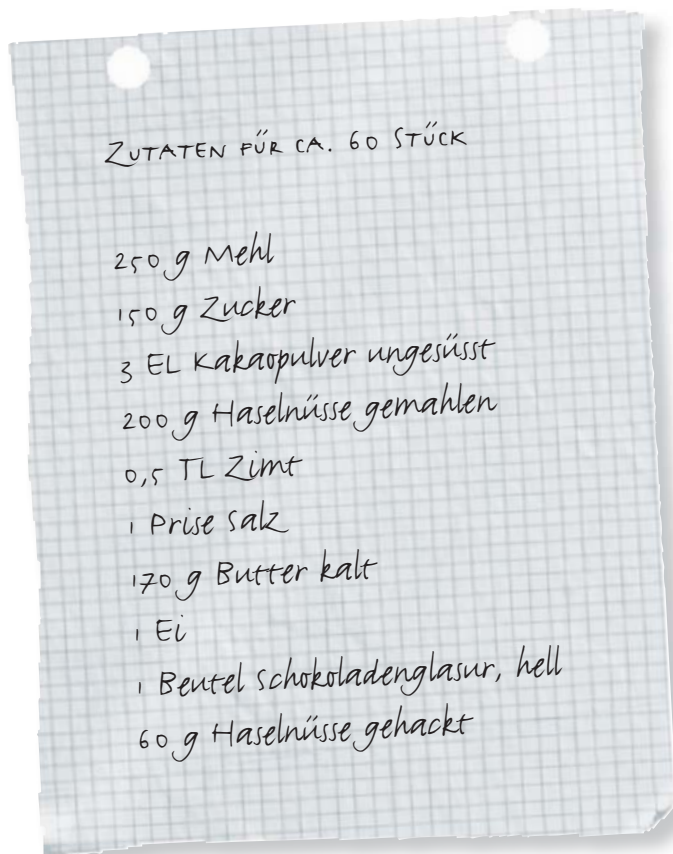 ZUTATEN FÜR CA. 60 STÜCK
250 g Mehl
150 g Zucker
3 EL Kakaopulver ungesüsst
200 g Haselnüsse gemahlen
0,5 TL Zimt
1 Prise Salz
170 g Butter kalt
1 Ei
1 Beutel Schokoladenglasur, hell
60 g Haselnüsse gehackt